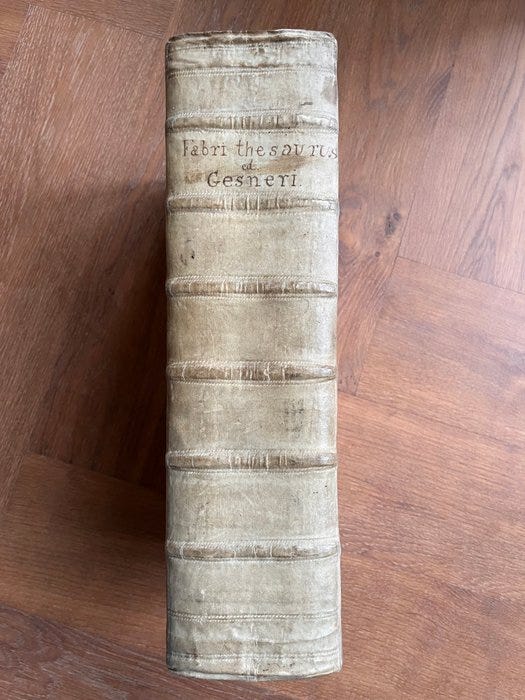 Fabri thesaurus
ed.
Gesneri.